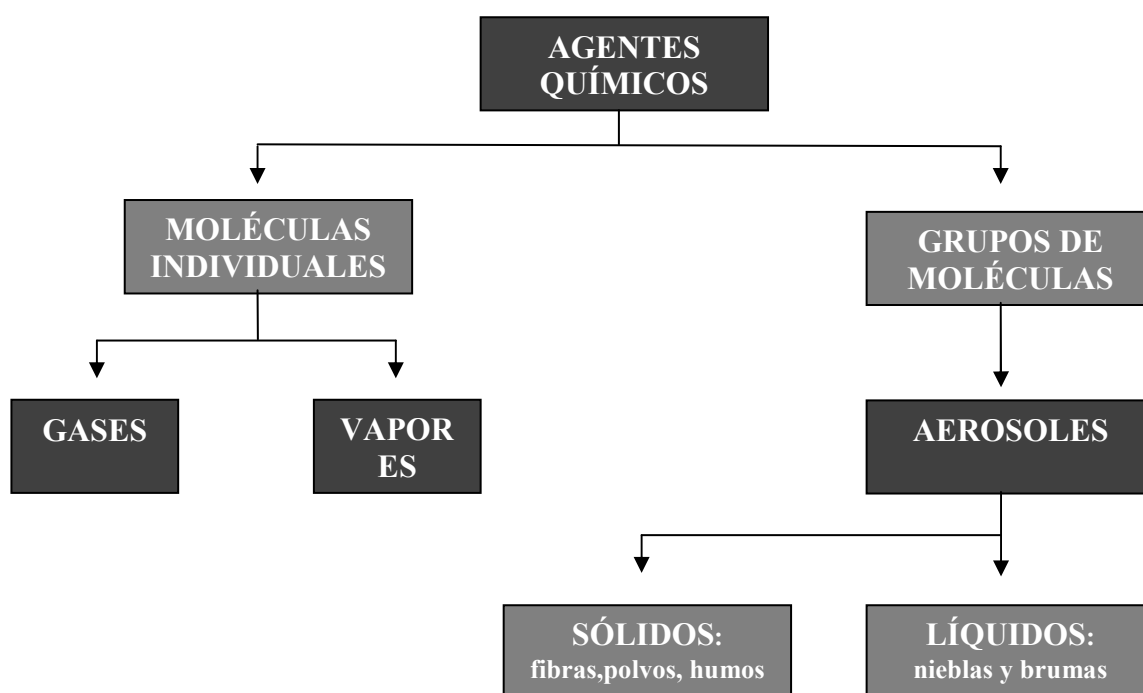 AGENTES
QUÍMICOS
MOLÉCULAS
INDIVIDUALES
GRUPOS DE
MOLÉCULAS
GASES
VAPOR
ES
AEROSOLES
SÓLIDOS:
fibras,polvos, humos
LÍQUIDOS:
nieblas y brumas